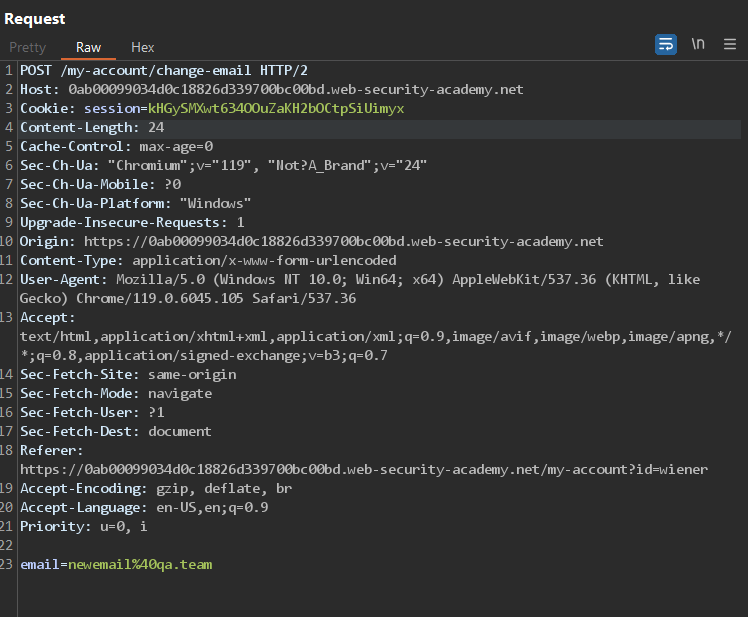 Request
Pretty Raw Hex \n
1 POST /my-account/change-email HTTP/2
2 Host: 0ab00099034d0c18826d339700bc00bd.web-security-academy.net
3 Cookie: session=kHGySMXwt634OOuZaKH2bOCtpSiUimyx
4 Content-Length: 24
5 Cache-Control: max-age=0
6 Sec-Ch-Ua: "Chromium";v="119", "Not?A_Brand";v="24"
7 Sec-Ch-Ua-Mobile: ?0
8 Sec-Ch-Ua-Platform: "Windows"
9 Upgrade-Insecure-Requests: 1
10 Origin: https://0ab00099034d0c18826d339700bc00bd.web-security-academy.net
11 Content-Type: application/x-www-form-urlencoded
12 User-Agent: Mozilla/5.0 (Windows NT 10.0; Win64; x64) AppleWebKit/537.36 (KHTML, like
Gecko) Chrome/119.0.6045.105 Safari/537.36
13 Accept:
text/html,application/xhtml+xml,application/xml;q=0.9,image/avif,image/webp,image/apng,*/
*;q=0.8,application/signed-exchange;v=b3;q=0.7
14 Sec-Fetch-Site: same-origin
15 Sec-Fetch-Mode: navigate
16 Sec-Fetch-User: ?1
17 Sec-Fetch-Dest: document
18 Referer:
https://0ab00099034d0c18826d339700bc00bd.web-security-academy.net/my-account?id=wiener
19 Accept-Encoding: gzip, deflate, br
20 Accept-Language: en-US,en;q=0.9
21 Priority: u=0, i
22
23 email=newemail%40qa.team